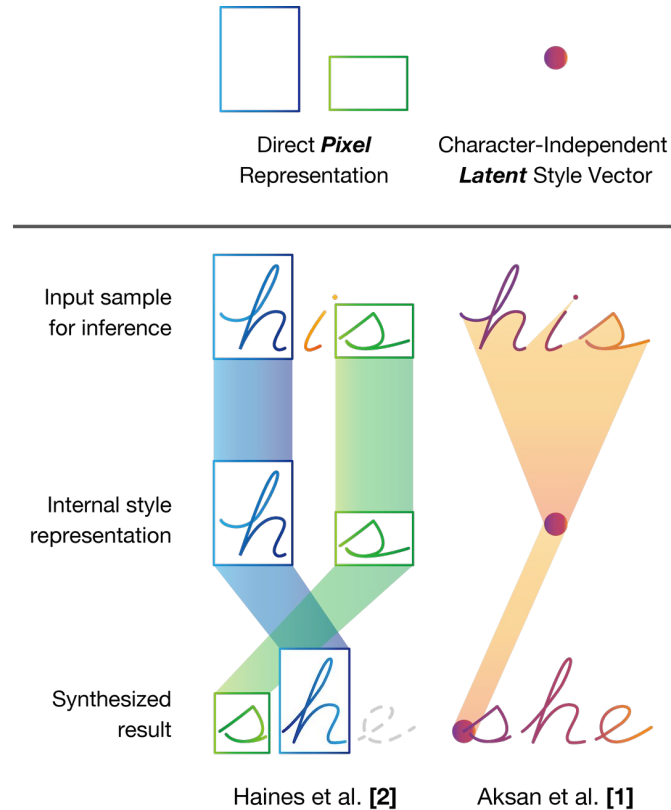 Direct Pixel
Representation
Character-Independent
Latent Style Vector
Input sample
for inference
his
his
Internal style
representation
h s
Synthesized
result
she
she
Haines et al. [2]
Aksan et al. [1]